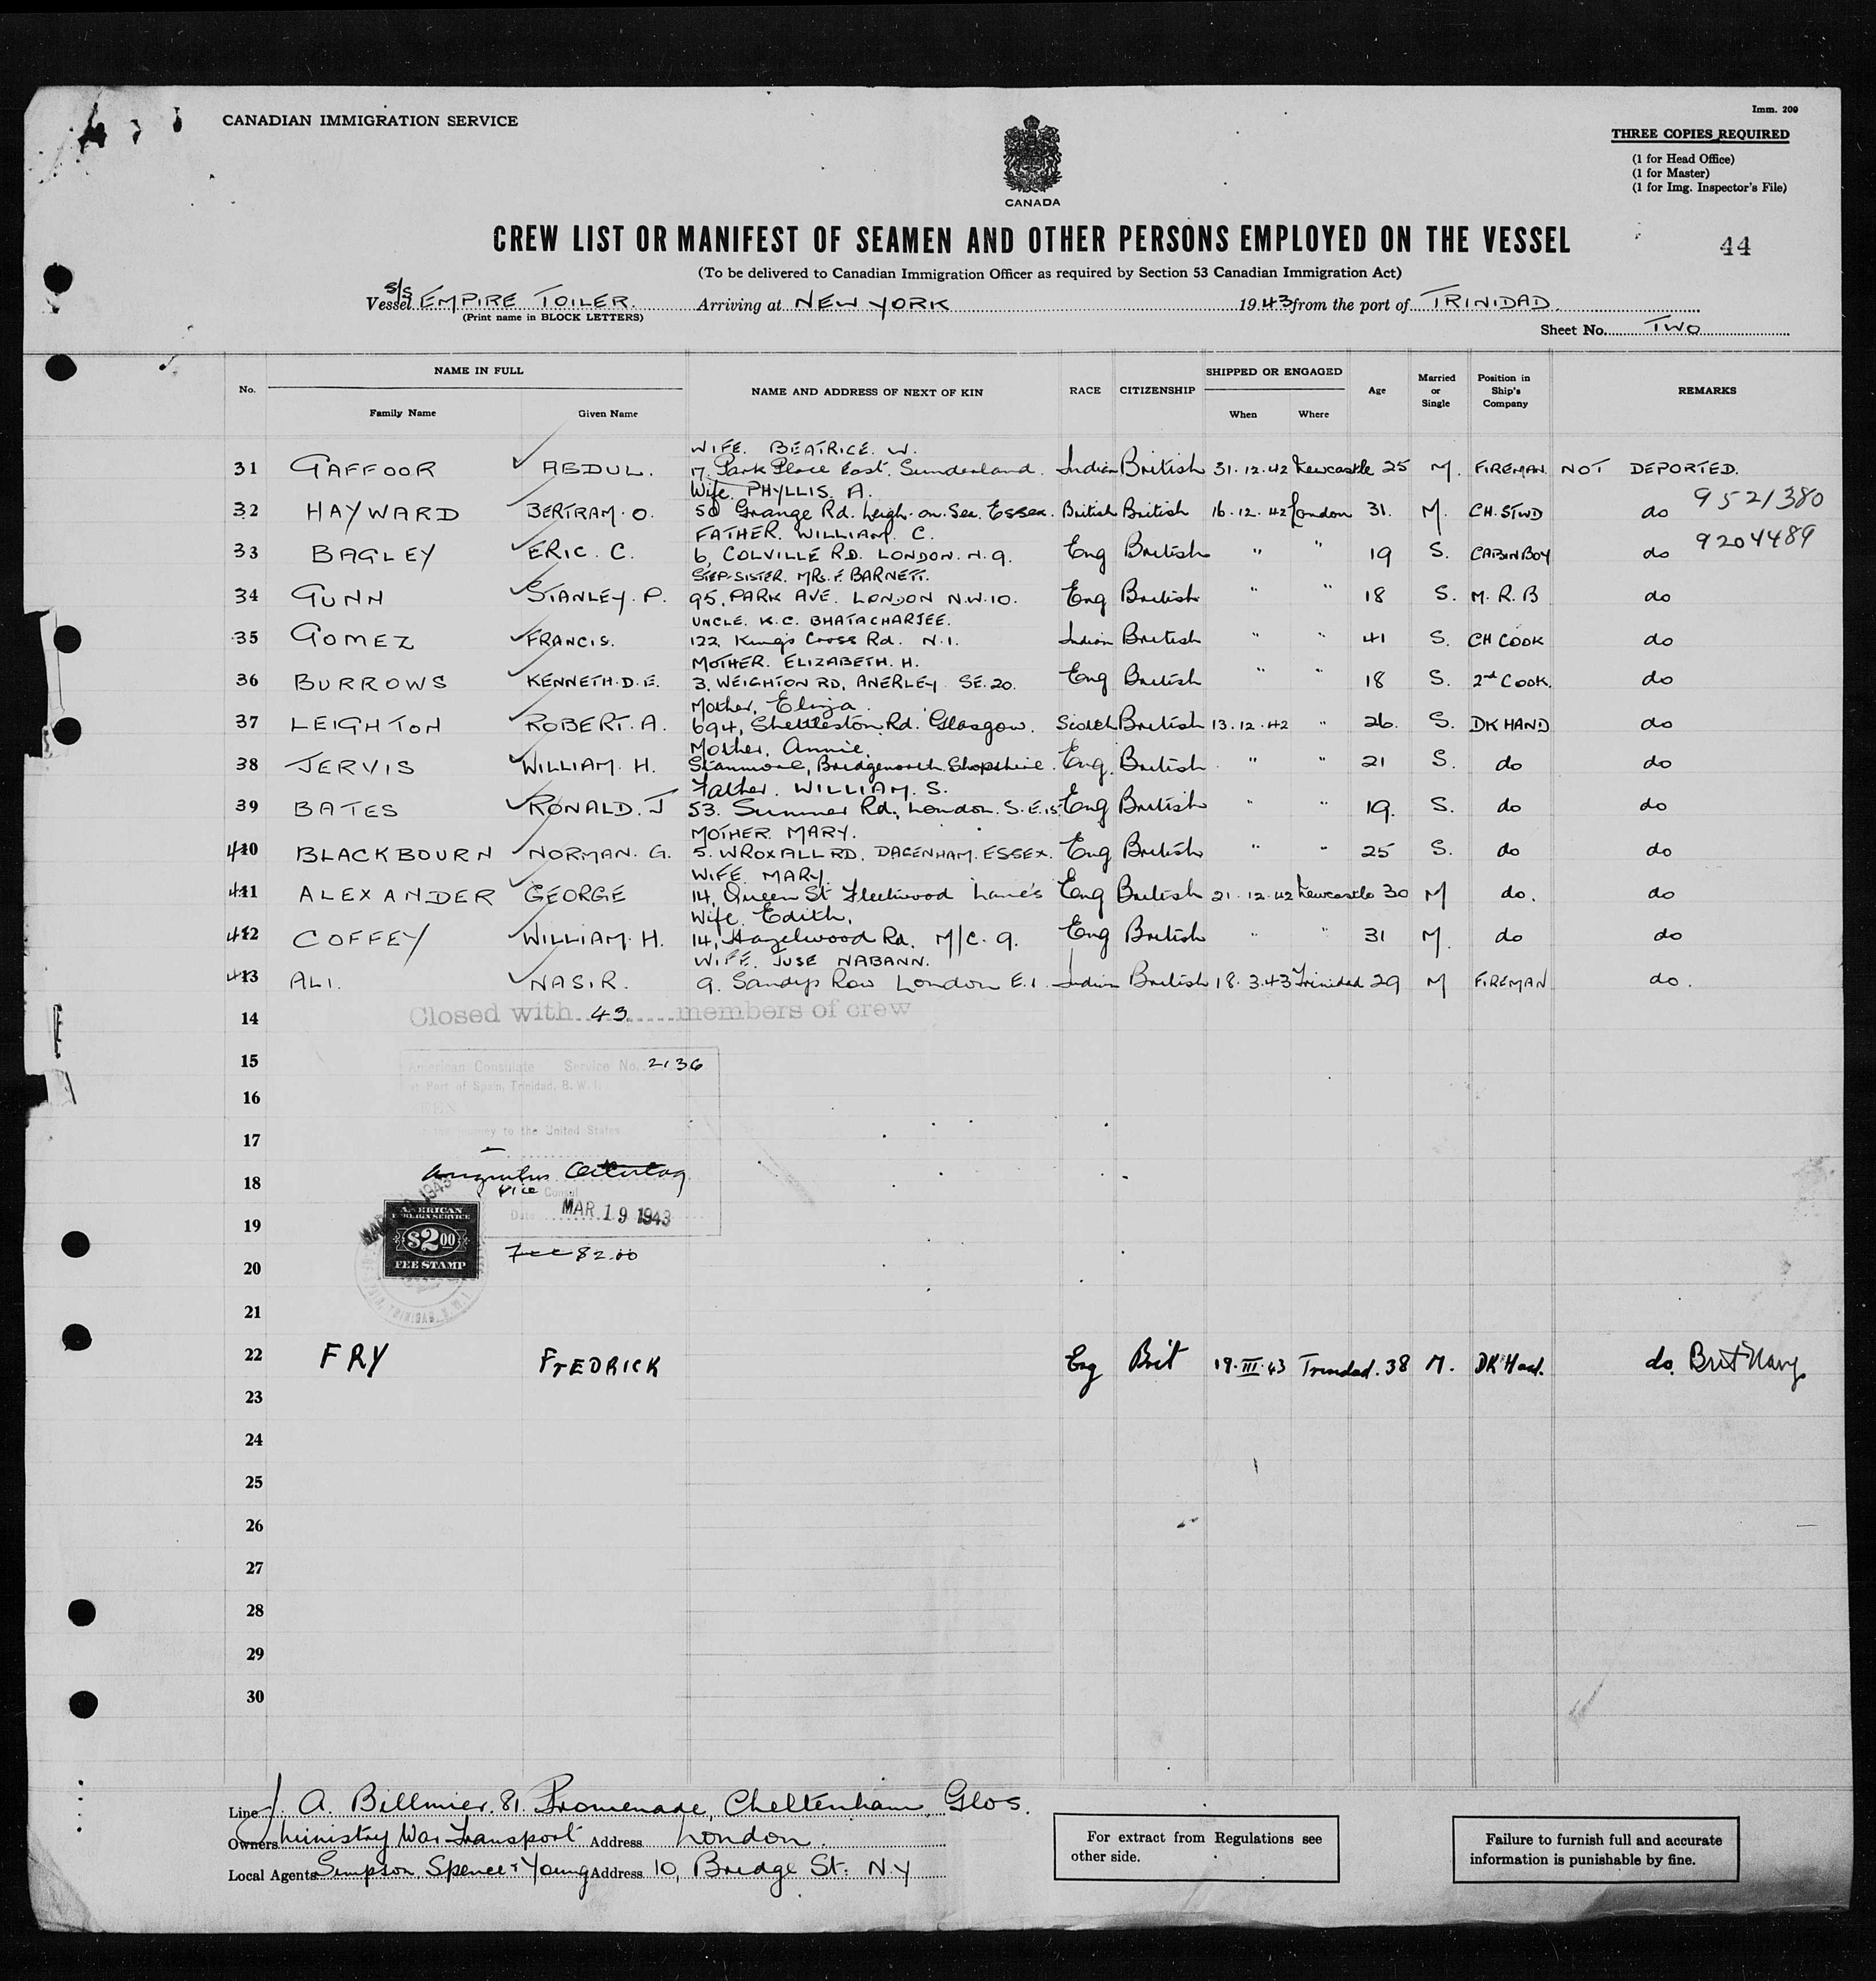 CANADIAN IMMIGRATION SERVICE
Imm. 209
THREE COPIES REQUIRED
(1 for Head Office)
(1 for Master)
(1 for Img. Inspector's File)
CANADA
CREW LIST OR MANIFEST OF SEAMEN AND OTHER PERSONS EMPLOYED ON THE VESSEL
44
(To be delivered to Canadian Immigration Officer as required by Section 53 Canadian Immigration Act)
Vessel S/S EMPIRE TOILER. Arriving at NEW YORK 1943 from the port of TRINIDAD.
(Print name in BLOCK LETTERS)
Sheet No. TWO
No. NAME IN FULL NAME AND ADDRESS OF NEXT OF KIN RACE CITIZENSHIP SHIPPED OR ENGAGED Age Married or Single Position in Ship's Company REMARKS
Family Name Given Name When Where
WIFE. BEATRICE. W.
31 GAFFOOR ABDUL. 17, Park Place East. Sunderland. Indian British 31.12.42 Newcastle 25 M. FIREMAN. NOT DEPORTED.
Wife. PHYLLIS. A.
32 HAYWARD BERTRAM. O. 50 Grange Rd. Leigh. on. Sea. Essex. British British 16.12.42 London 31. M. CH. STWD do 9521380
FATHER. WILLIAM. C.
33 BAGLEY ERIC. C. 6, COLVILLE RD. LONDON. N. 9. Eng British " " 19 S. CABIN BOY do 9204489
STEP-SISTER. MRS. F. BARNETT.
34 GUNN STANLEY. P. 95, PARK AVE. LONDON N.W.10. Eng British " " 18 S. M. R. B do
UNCLE. K.C. BHATACHARJEE.
35 GOMEZ FRANCIS. 122, Kings Cross Rd. N.1. Indian British " " 41 S. CH COOK do
MOTHER. ELIZABETH. H.
36 BURROWS KENNETH. D. E. 3, WEIGHTON RD, ANERLEY SE.20. Eng British " " 18 S. 2nd COOK. do
Mother, Eliza.
37 LEIGHTON ROBERT. A. 694, Shettleston Rd. Glasgow. Scotch British 13.12.42 " 26. S. DK HAND do
Mother, Annie,
38 JERVIS WILLIAM. H. Stanmore, Bridgenorth Shopshire. Eng. British " " 21 S. do do
Father. WILLIAM. S.
39 BATES RONALD. J 53. Summer Rd, London. S.E.15. Eng British " " 19. S. do do
MOTHER. MARY.
40 BLACKBOURN NORMAN. G. 5. WROXALL RD, DAGENHAM. ESSEX. Eng British " " 25 S. do do
WIFE. MARY.
41 ALEXANDER GEORGE 14, Queen St Fleetwood Lancs Eng British 21.12.42 Newcastle 30 M do. do
Wife, Edith,
42 COFFEY WILLIAM. H. 14, Hazelwood Rd. M/C. 9. Eng British " " 31 M. do do
WIFE. JUSE NABANN.
43 ALI. NASIR. 9. Sandys Row London E.1. Indian British 18.3.43 Trinidad 29 M FIREMAN do.
14 Closed with 43 members of crew
15 American Consulate Service No. 2136
at Port of Spain, Trinidad, B.W.I.
16
17 journey to the United States
18
Vice Consul
19 Date MAR 19 1943
AMERICAN FOREIGN SERVICE
$2.00
FEE STAMP
Fee $2.00
20
21
22 FRY FREDRICK Eng Brit 19.III.43 Trinidad. 38 M. DK Hand. do. Brit Navy
23
24
25
26
27
28
29
30
Line J. A. Billmier. 81. Promenade, Cheltenham, Glos.
Owners Ministry War Transport Address London.
Local Agents Simpson, Spence & Young Address 10, Bridge St. N.Y
For extract from Regulations see other side.
Failure to furnish full and accurate information is punishable by fine.